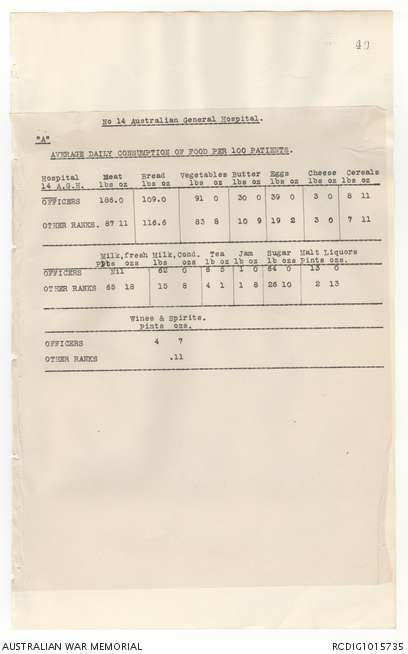 49
No 14 Australian General Hospital.
"A"
AVERAGE DAILY CONSUMPTION OF FOOD PER 100 PATIENTS.
Hospital Meat Bread Vegetables Butter Eggs Cheese Cereals
14 A.G.H. lbs oz lbs oz lbs oz lbs oz lbs oz lbs oz lbs oz
OFFICERS 186.0 109.0 91 0 30 0 39 0 3 0 8 11
OTHER RANKS. 87 11 116.6 83 8 10 9 19 2 3 0 7 11
Milk,fresh Milk,Cond. Tea Jam Sugar Malt Liquors
pts ozs lbs ozs lb oz lb oz lb ozs pints ozs.
OFFICERS Nil 62 0 6 5 1 0 64 0 13 0
OTHER RANKS 65 18 15 8 4 1 1 8 26 10 2 13
Wines & Spirits.
pints ozs.
OFFICERS 4 7
OTHER RANKS .11
AUSTRALIAN WAR MEMORIAL RCDIG1015735